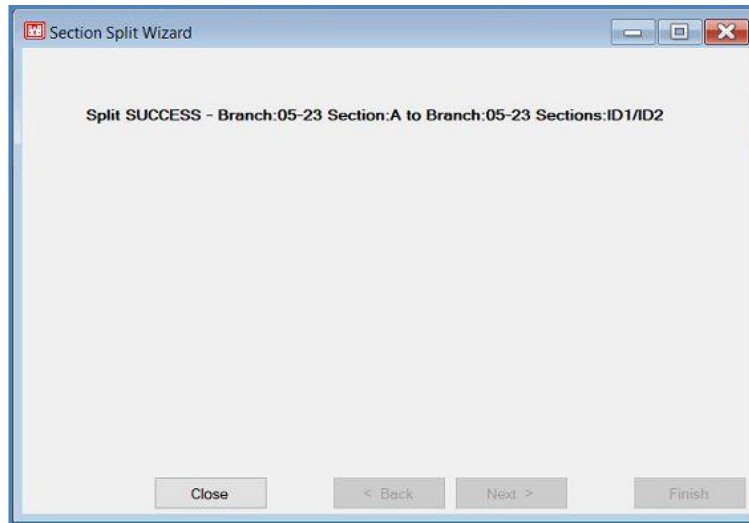 Section Split Wizard
Split SUCCESS - Branch:05-23 Section:A to Branch:05-23 Sections:ID1/ID2
Close
< Back
Next >
Finish